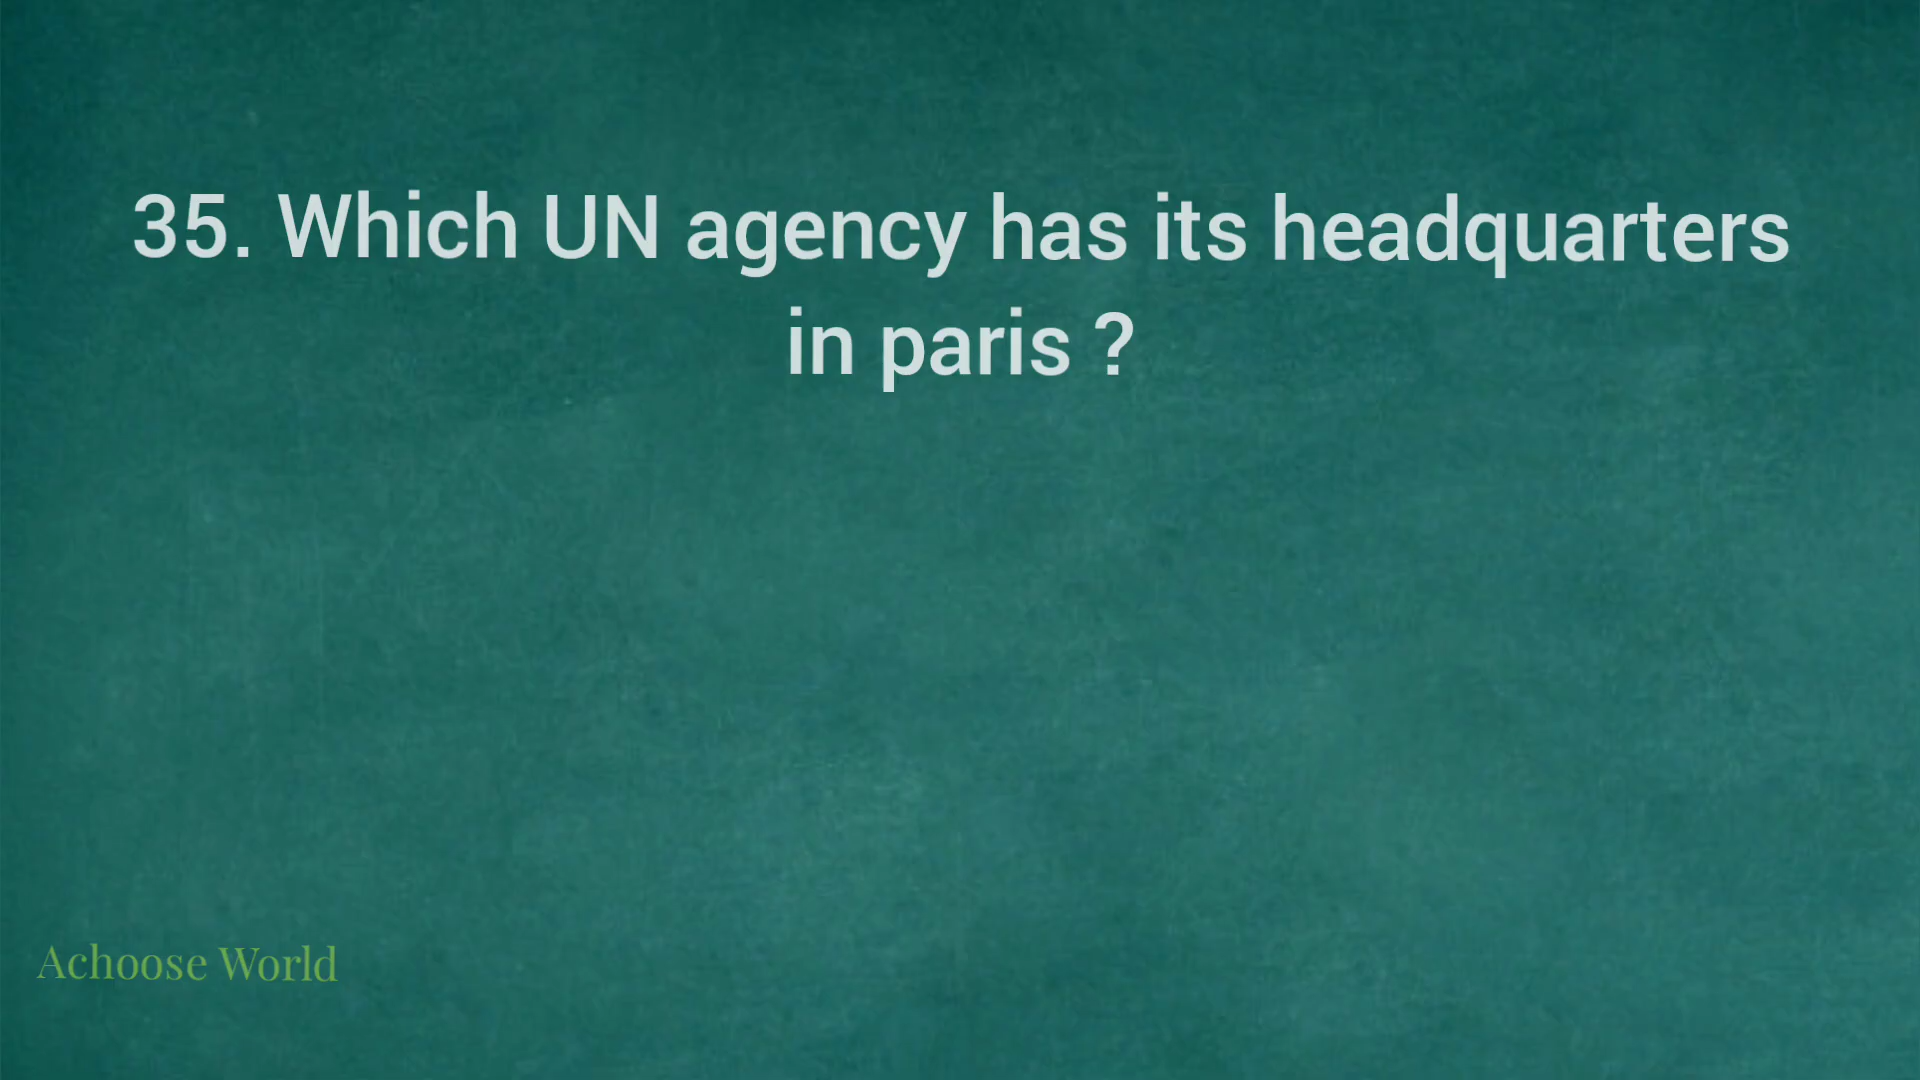 35. Which UN agency has its headquarters
in paris ?
Achoose World